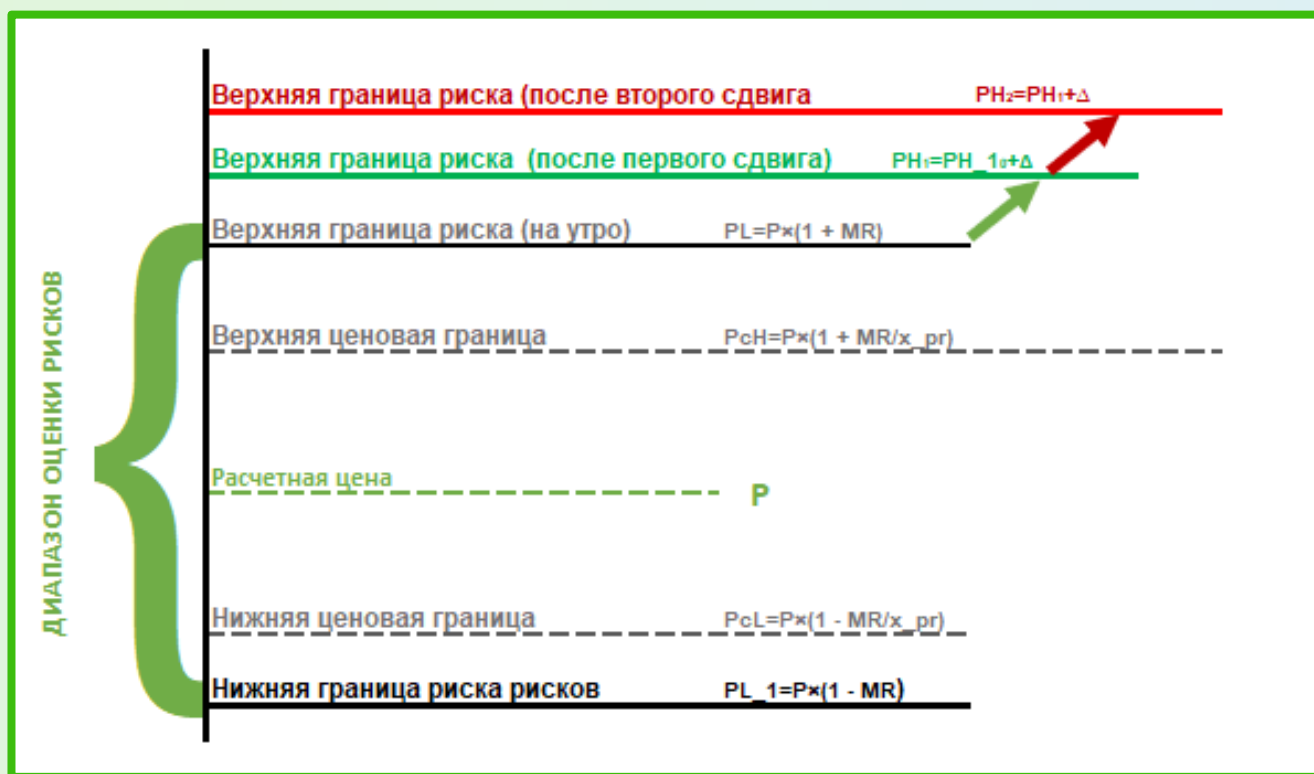 Верхняя граница риска (после второго сдвига PH₂=PH₁+Δ
Верхняя граница риска (после первого сдвига) PH₁=PH_1₀+Δ
Верхняя граница риска (на утро) PL=P×(1 + MR)
Верхняя ценовая граница PcH=P×(1 + MR/x_pr)
ДИАПАЗОН ОЦЕНКИ РИСКОВ
Расчетная цена P
Нижняя ценовая граница PcL=P×(1 - MR/x_pr)
Нижняя граница риска рисков PL_1=P×(1 - MR)